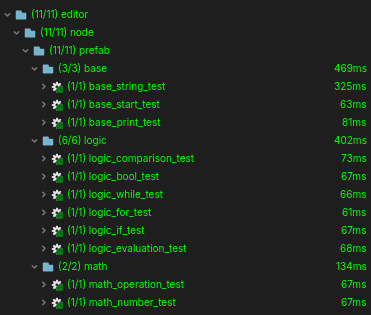 (11/11) editor
(11/11) node
(11/11) prefab
(3/3) base 469ms
(1/1) base_string_test 325ms
(1/1) base_start_test 63ms
(1/1) base_print_test 81ms
(6/6) logic 402ms
(1/1) logic_comparison_test 73ms
(1/1) logic_bool_test 67ms
(1/1) logic_while_test 66ms
(1/1) logic_for_test 61ms
(1/1) logic_if_test 67ms
(1/1) logic_evaluation_test 68ms
(2/2) math 134ms
(1/1) math_operation_test 67ms
(1/1) math_number_test 67ms